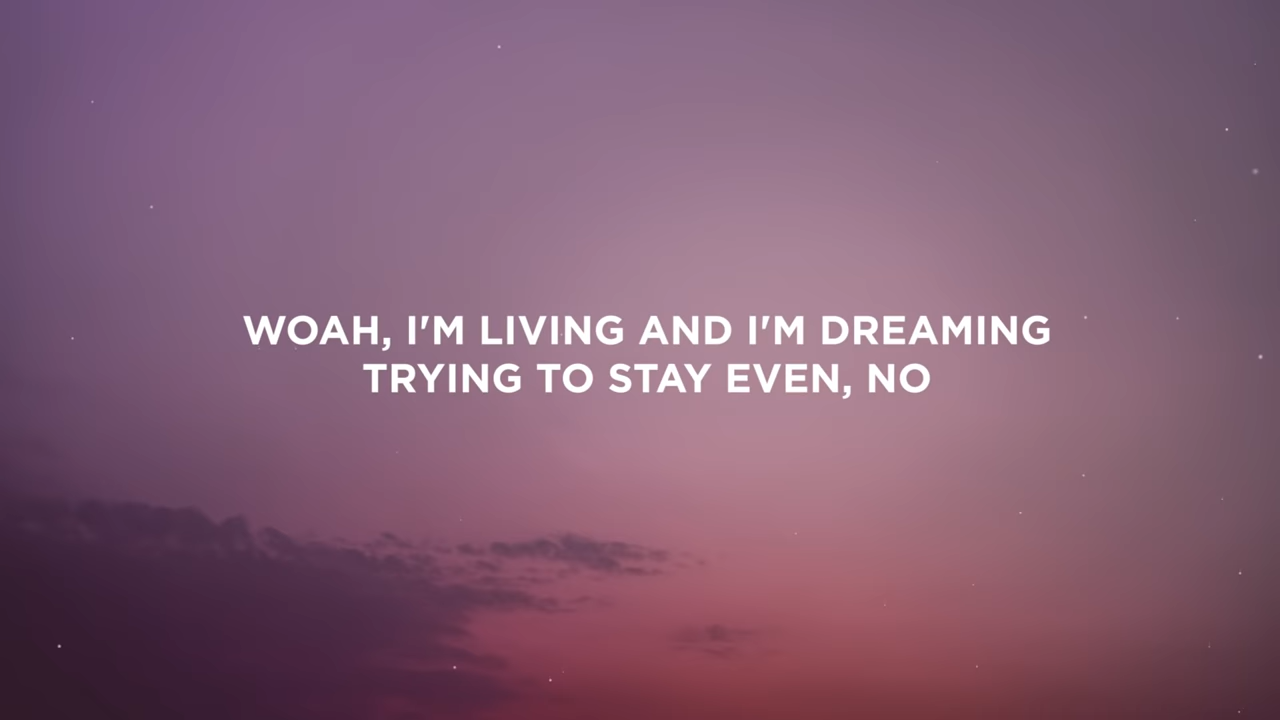 WOAH, I'M LIVING AND I'M DREAMING
TRYING TO STAY EVEN, NO